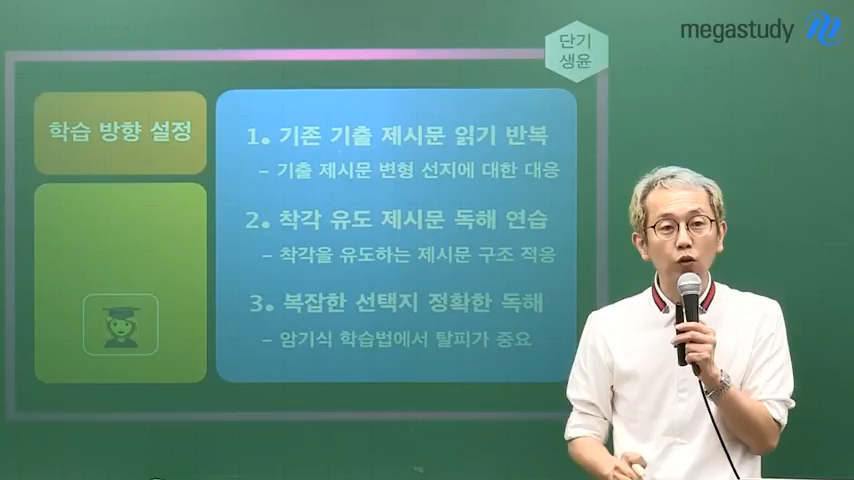 megastudy
단기
생윤
학습 방향 설정
1. 기존 기출 제시문 읽기 반복
- 기출 제시문 변형 선지에 대한 대응
2. 착각 유도 제시문 독해 연습
- 착각을 유도하는 제시문 구조 적응
3. 복잡한 선택지 정확한 독해
- 암기식 학습법에서 탈피가 중요